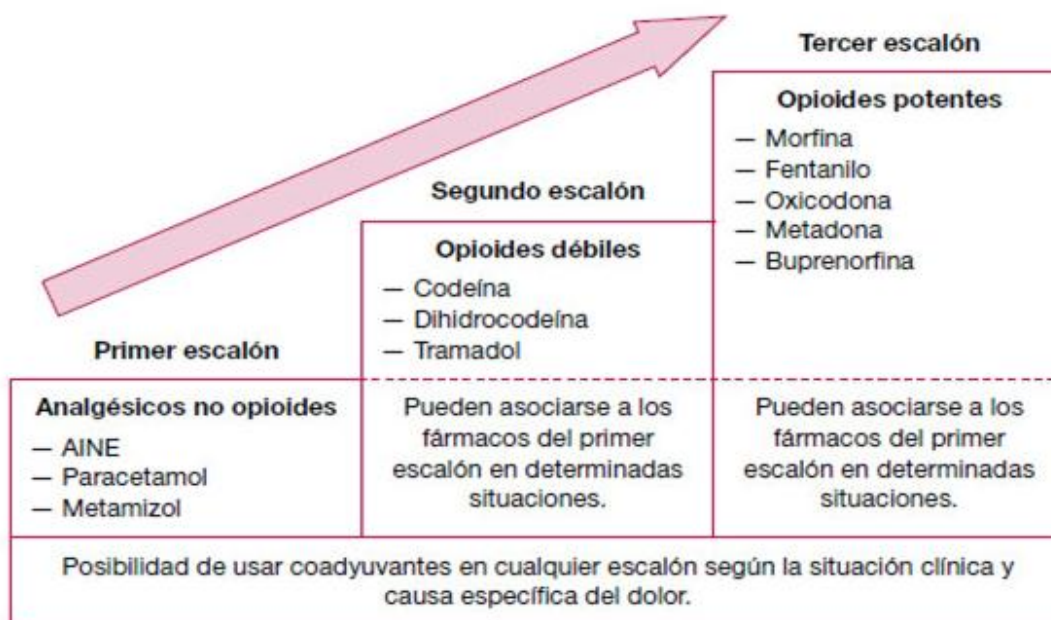 Tercer escalón
Opioides potentes
— Morfina
— Fentanilo
— Oxicodona
— Metadona
— Buprenorfina
Segundo escalón
Opioides débiles
— Codeína
— Dihidrocodeína
— Tramadol
Primer escalón
Analgésicos no opioides
— AINE
— Paracetamol
— Metamizol
Pueden asociarse a los
fármacos del primer
escalón en determinadas
situaciones.
Pueden asociarse a los
fármacos del primer
escalón en determinadas
situaciones.
Posibilidad de usar coadyuvantes en cualquier escalón según la situación clínica y
causa específica del dolor.